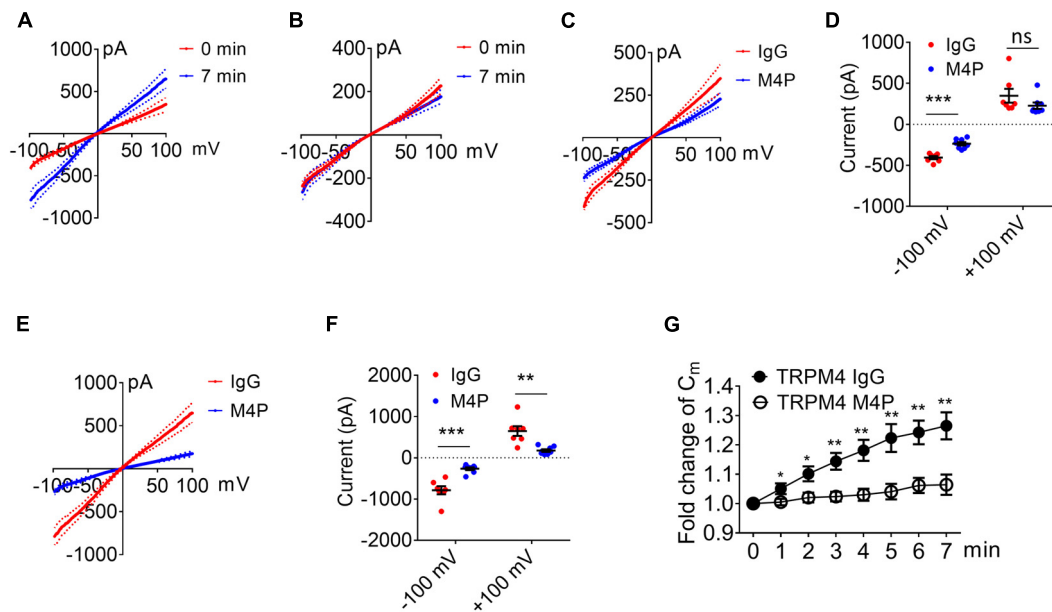 A
pA
1000
500
-100 -50
50 100 mV
-500
-1000
0 min
7 min
B
pA
400
200
-100 -50
50 100 mV
-200
-400
0 min
7 min
C
pA
500
250
-100 -50
50 100 mV
-250
-500
IgG
M4P
D
IgG
M4P
ns
***
Current (pA)
1000
500
0
-500
-1000
-100 mV
+100 mV
E
pA
1000
500
-100 -50
50 100 mV
-500
-1000
IgG
M4P
F
IgG
M4P
**
***
Current (pA)
2000
1000
0
-1000
-2000
-100 mV
+100 mV
G
TRPM4 IgG
TRPM4 M4P
Fold change of Cm
1.4
1.3
1.2
1.1
1.0
0.9
* * ** ** ** ** **
0 1 2 3 4 5 6 7 min